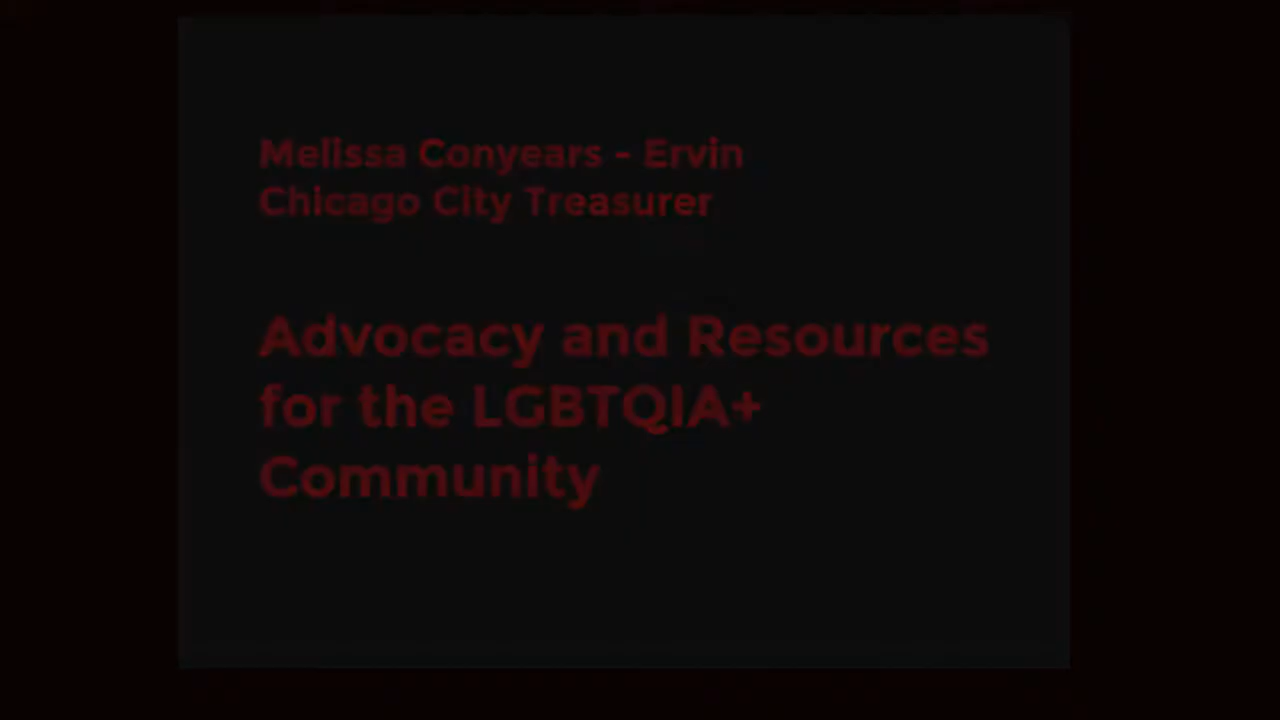 Melissa Conyears - Ervin
Chicago City Treasurer
Advocacy and Resources
for the LGBTQIA+
Community